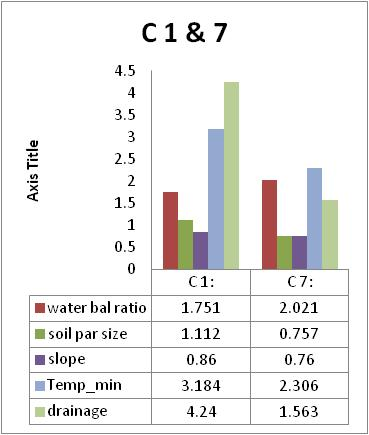 C 1 & 7
Axis Title
4.5
4
3.5
3
2.5
2
1.5
1
0.5
0
C 1: C 7:
water bal ratio 1.751 2.021
soil par size 1.112 0.757
slope 0.86 0.76
Temp_min 3.184 2.306
drainage 4.24 1.563